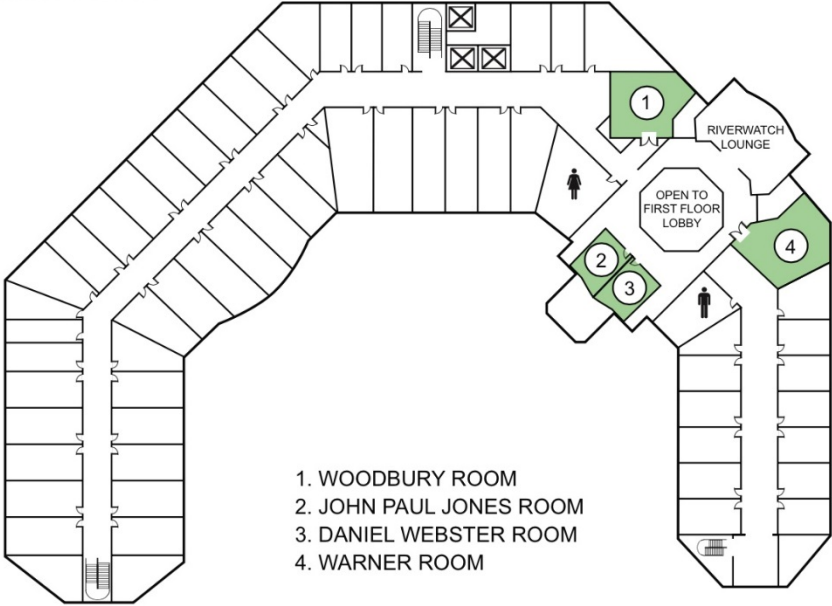 1
RIVERWATCH
LOUNGE
OPEN TO
FIRST FLOOR
LOBBY
2
3
4
1. WOODBURY ROOM
2. JOHN PAUL JONES ROOM
3. DANIEL WEBSTER ROOM
4. WARNER ROOM